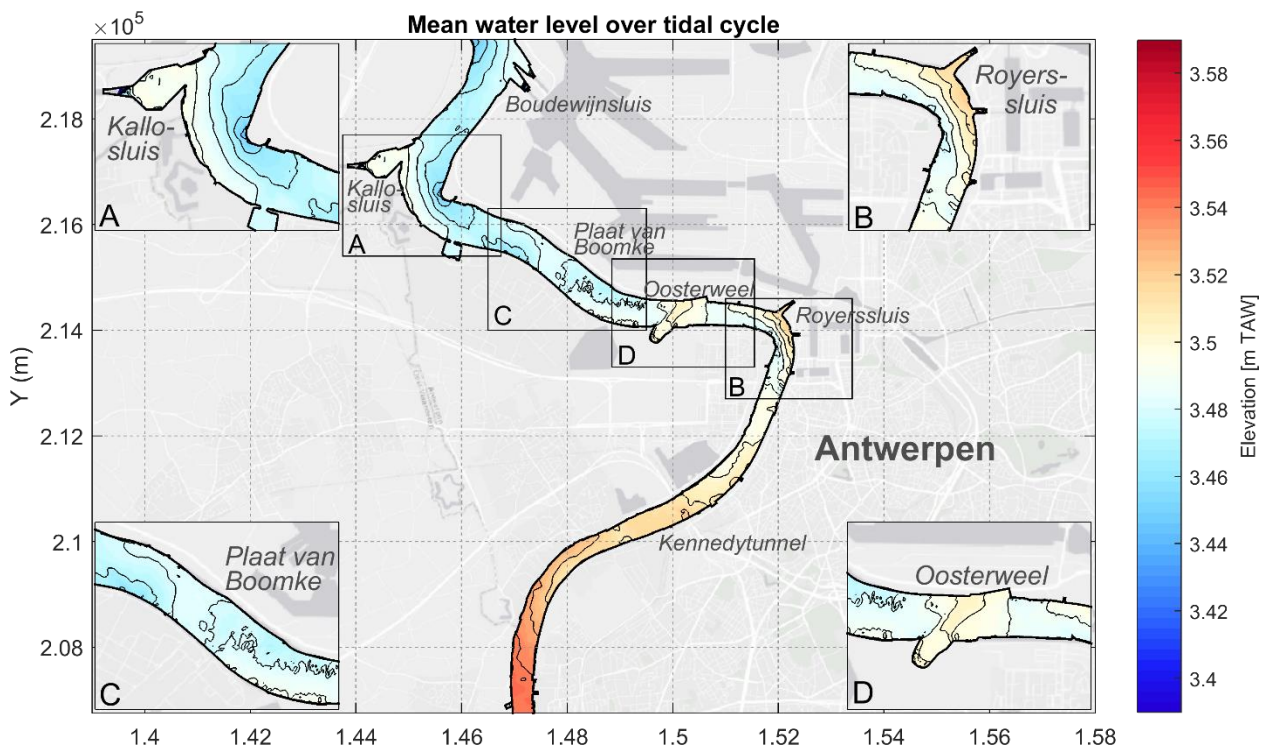 Mean water level over tidal cycle
×10⁵
Y (m)
2.18
2.16
2.14
2.12
2.1
2.08
1.4
1.42
1.44
1.46
1.48
1.5
1.52
1.54
1.56
1.58
Kallo-
sluis
A
Boudewijnsluis
Kallo-
sluis
A
Plaat van
Boomke
C
Oosterweel
D
Royerssluis
B
Royers-
sluis
B
Antwerpen
Kennedytunnel
Plaat van
Boomke
C
Oosterweel
D
3.58
3.56
3.54
3.52
3.5
3.48
3.46
3.44
3.42
3.4
Elevation [m TAW]